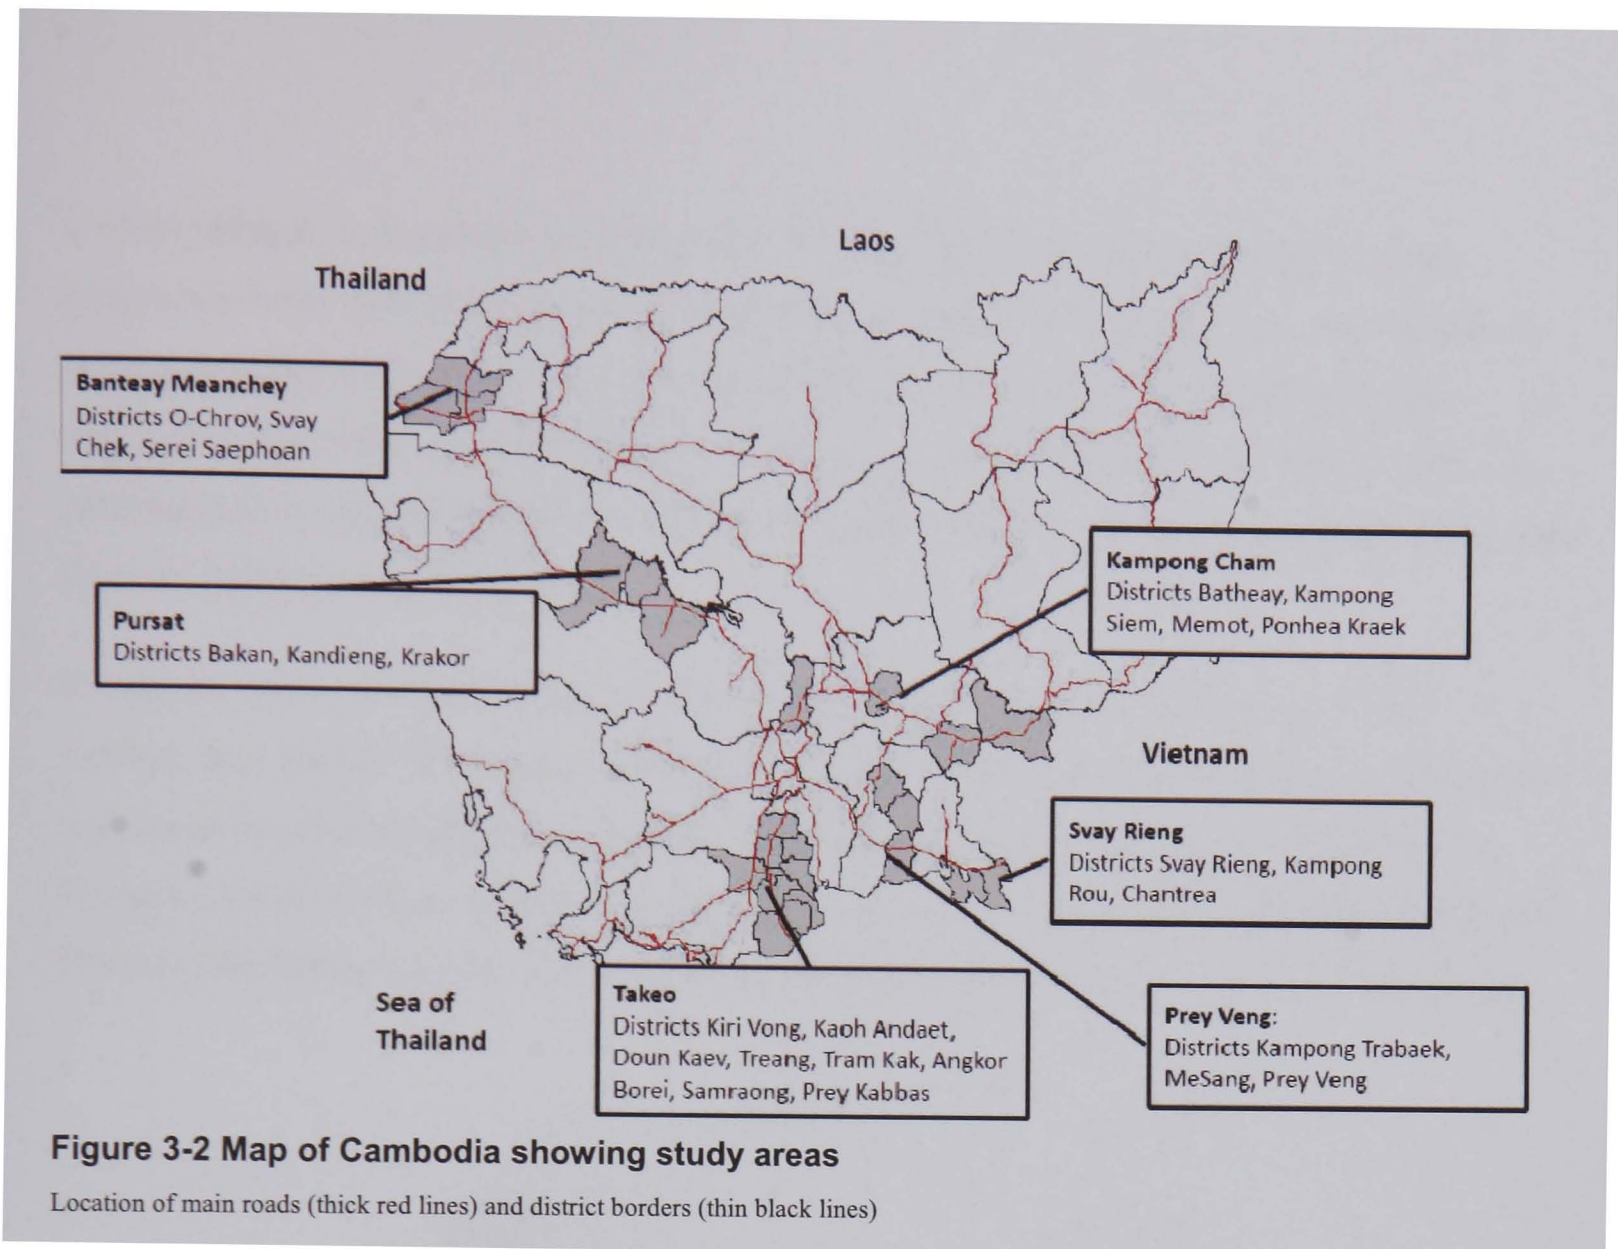 Laos
Thailand
Banteay Meanchey
Districts O-Chrov, Svay
Chek, Serei Saephoan
Kampong Cham
Districts Batheay, Kampong
Siem, Memot, Ponhea Kraek
Pursat
Districts Bakan, Kandieng, Krakor
Vietnam
Svay Rieng
Districts Svay Rieng, Kampong
Rou, Chantrea
Sea of
Thailand
Takeo
Districts Kiri Vong, Kaoh Andaet,
Doun Kaev, Treang, Tram Kak, Angkor
Borei, Samraong, Prey Kabbas
Prey Veng:
Districts Kampong Trabaek,
MeSang, Prey Veng
Figure 3-2 Map of Cambodia showing study areas
Location of main roads (thick red lines) and district borders (thin black lines)